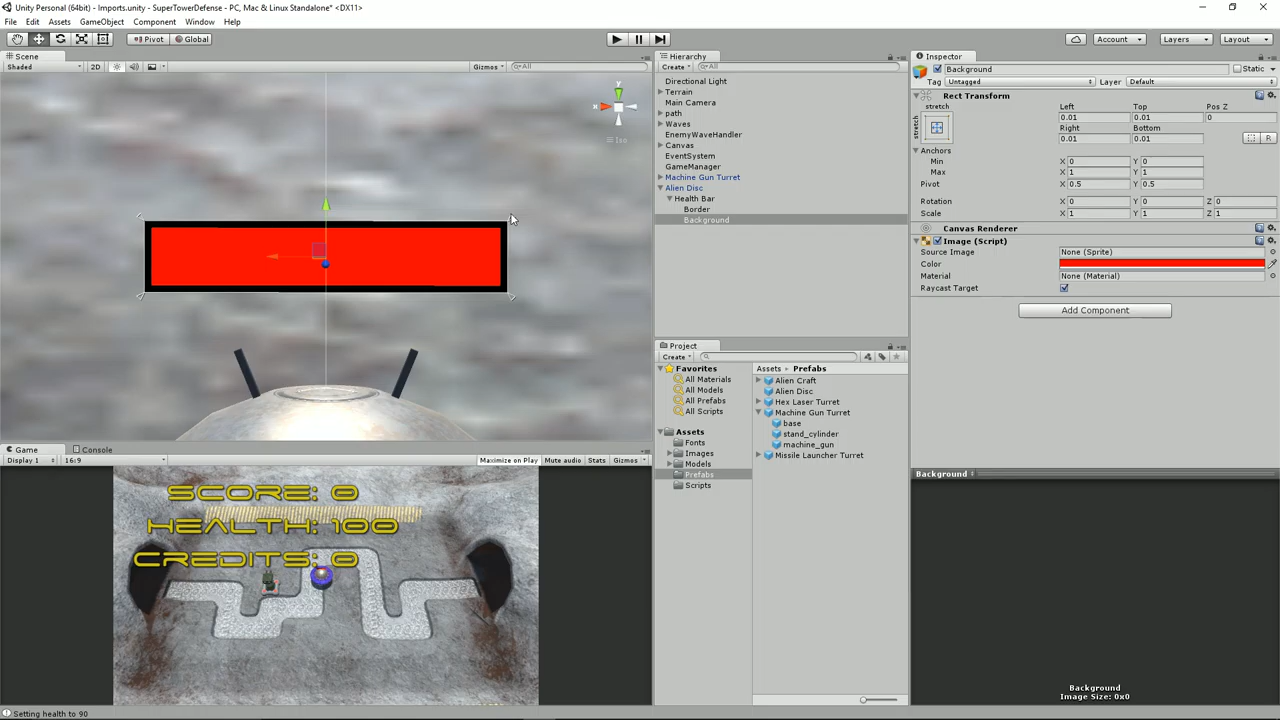 Unity Personal (64bit) - Imports.unity - SuperTowerDefense - PC, Mac & Linux Standalone* <DX11>
File Edit Assets GameObject Component Window Help
Pivot Global Account Layers Layout
Scene
Shaded 2D Gizmos All
y
x
Iso
Game Console
Display 1 16:9 Maximize on Play Mute audio Stats Gizmos
SCORE: 0
HEALTH: 100
CREDITS: 0
Setting health to 90
Hierarchy
Create All
Directional Light
Terrain
Main Camera
path
Waves
EnemyWaveHandler
Canvas
EventSystem
GameManager
Machine Gun Turret
Alien Disc
Health Bar
Border
Background
Project
Create
Favorites
All Materials
All Models
All Prefabs
All Scripts
Assets
Fonts
Images
Models
Prefabs
Scripts
Assets Prefabs
Alien Craft
Alien Disc
Hex Laser Turret
Machine Gun Turret
base
stand_cylinder
machine_gun
Missile Launcher Turret
Inspector
Background Static
Tag Untagged Layer Default
Rect Transform
stretch Left Top Pos Z
stretch 0.01 0.01 0
Right Bottom
0.01 0.01 R
Anchors
Min X 0 Y 0
Max X 1 Y 1
Pivot X 0.5 Y 0.5
Rotation X 0 Y 0 Z 0
Scale X 1 Y 1 Z 1
Canvas Renderer
Image (Script)
Source Image None (Sprite)
Color
Material None (Material)
Raycast Target
Add Component
Background
Background
Image Size: 0x0